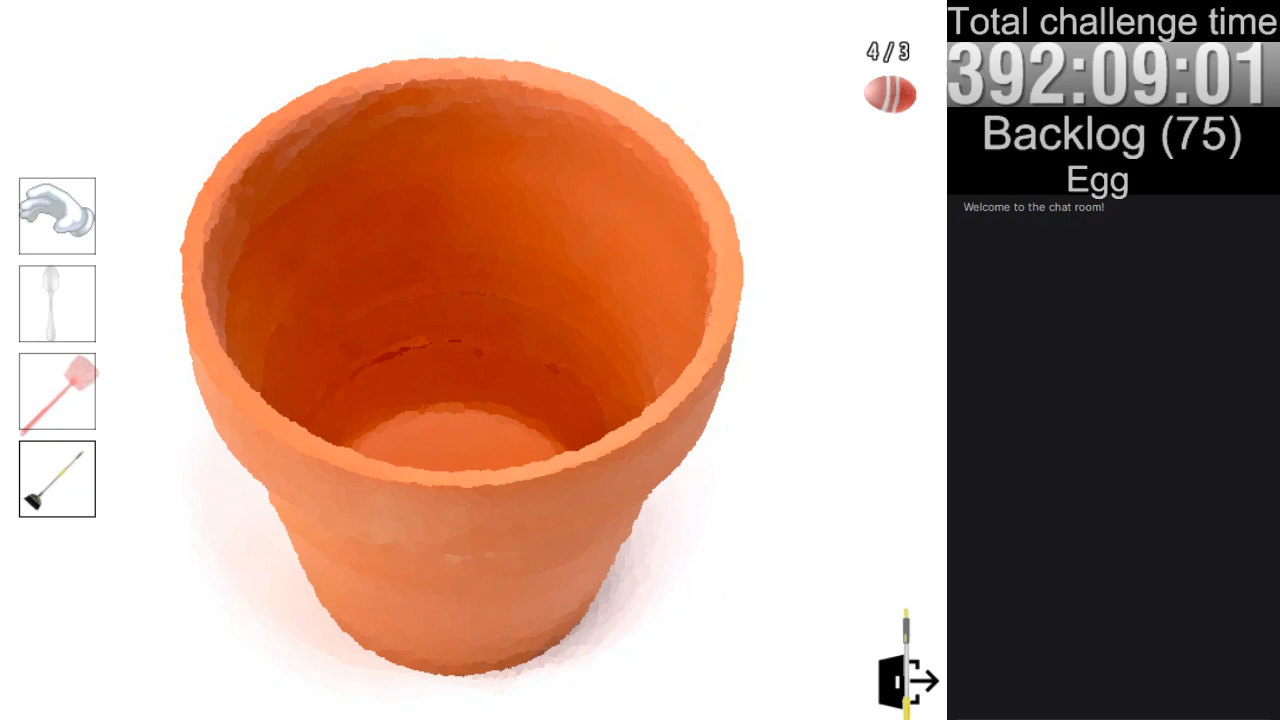 4/3
Total challenge time
392:09:01
Backlog (75)
Egg
Welcome to the chat room!